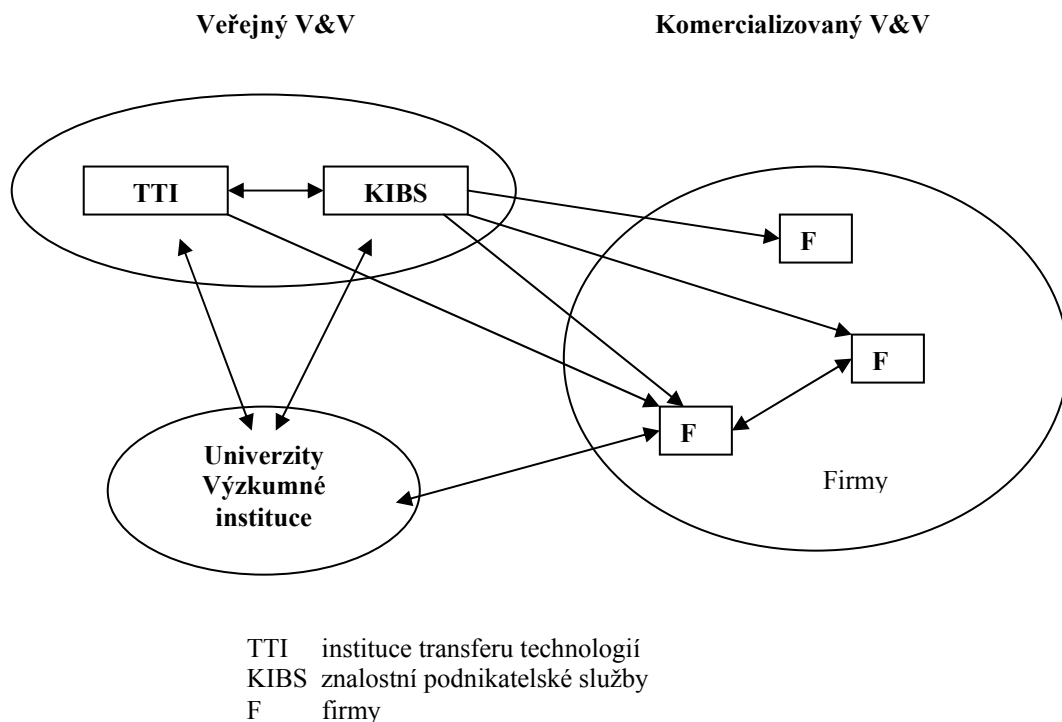 Veřejný V&V
Komercializovaný V&V
TTI
KIBS
F
F
F
Univerzity
Výzkumné
instituce
Firmy
TTI instituce transferu technologií
KIBS znalostní podnikatelské služby
F firmy